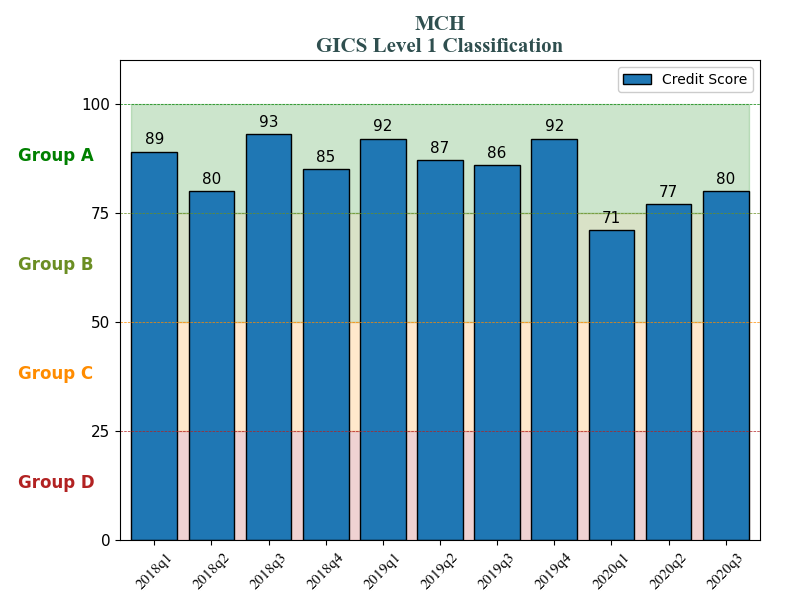 MCH
GICS Level 1 Classification
Credit Score
100
75
50
25
0
Group A
Group B
Group C
Group D
89
80
93
85
92
87
86
92
71
77
80
2018q1
2018q2
2018q3
2018q4
2019q1
2019q2
2019q3
2019q4
2020q1
2020q2
2020q3